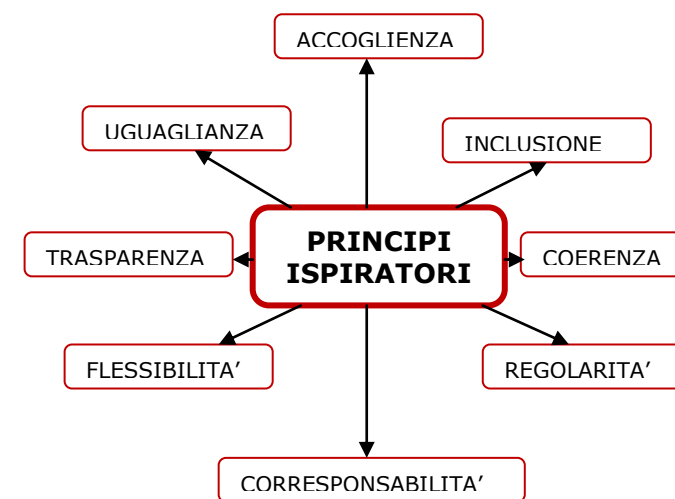 ACCOGLIENZA
UGUAGLIANZA
INCLUSIONE
PRINCIPI
ISPIRATORI
TRASPARENZA
COERENZA
FLESSIBILITA’
REGOLARITA’
CORRESPONSABILITA’